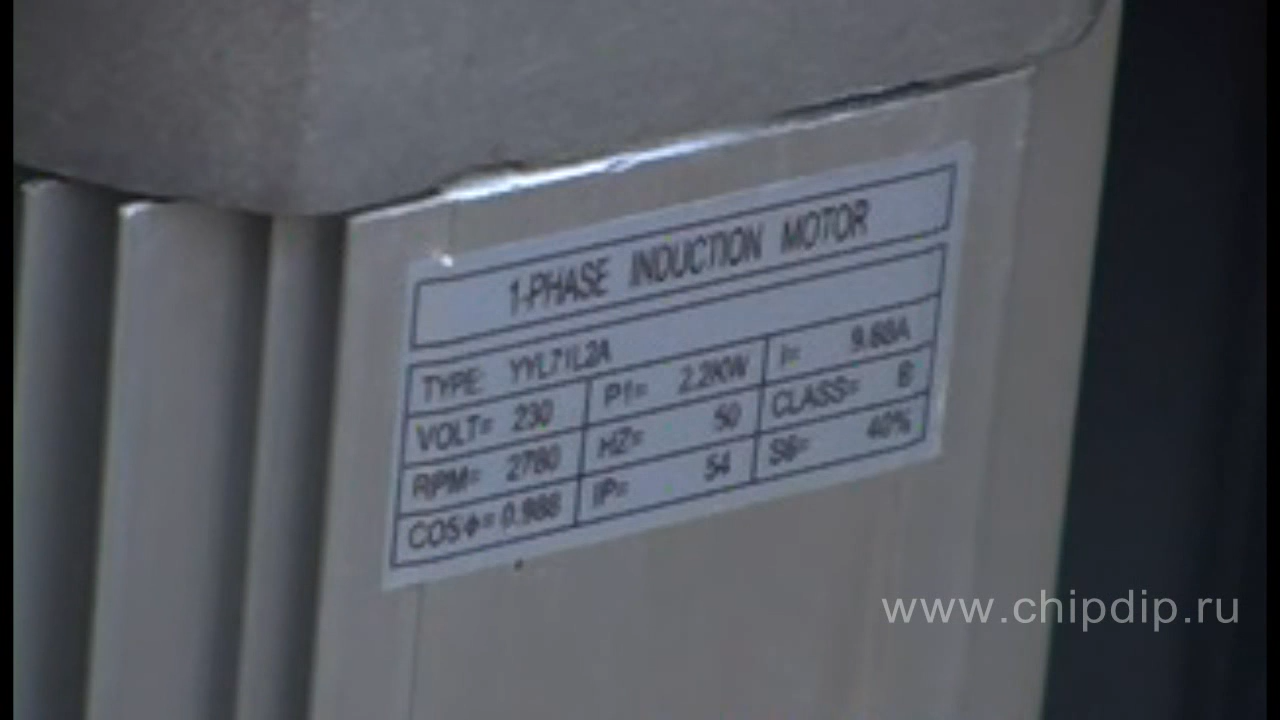 1-PHASE INDUCTION MOTOR
TYPE: YYL71L2A
VOLT= 230 P1= 2.2KW I= 9.88A
RPM= 2780 HZ= 50 CLASS= B
COSϕ= 0.988 IP= 54 S6= 40%
www.chipdip.ru